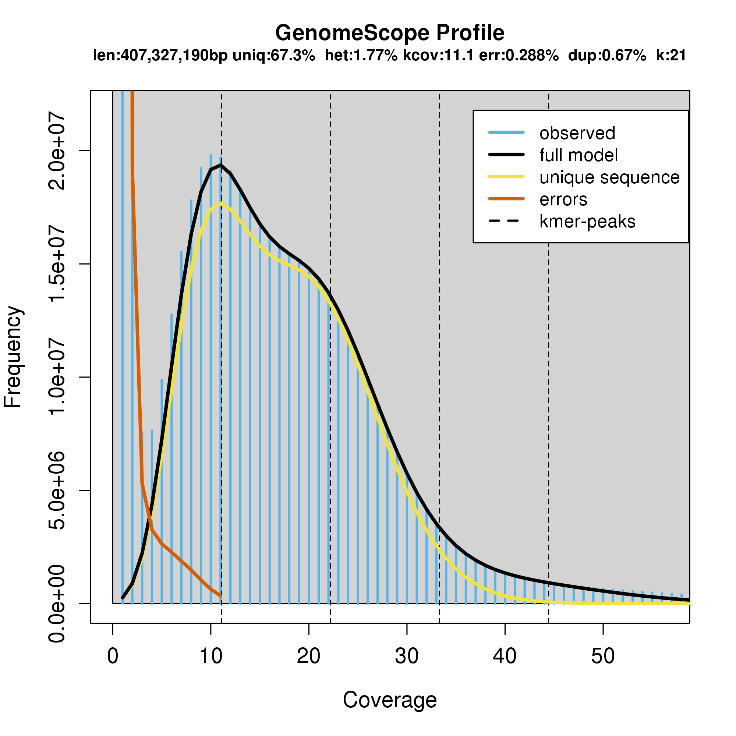 GenomeScope Profile
len:407,327,190bp uniq:67.3% het:1.77% kcov:11.1 err:0.288% dup:0.67% k:21
observed
full model
unique sequence
errors
kmer-peaks
Frequency
2.0e+07
1.5e+07
1.0e+07
5.0e+06
0.0e+00
0 10 20 30 40 50
Coverage